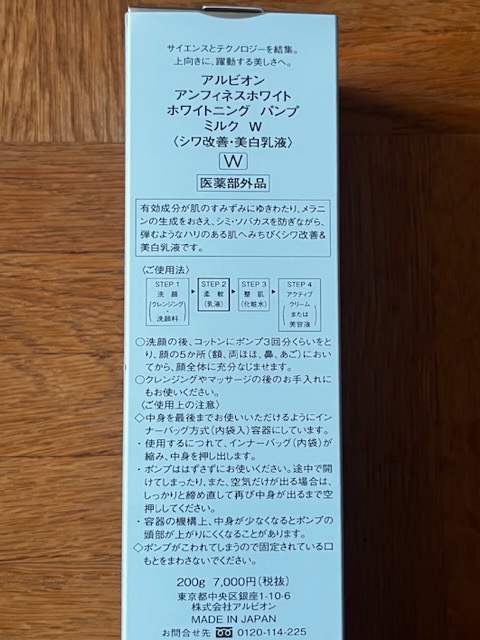 サイエンスとテクノロジーを結集。
上向きに、躍動する美しさへ。
アルビオン
アンフィネスホワイト
ホワイトニング パンプ
ミルク W
〈シワ改善・美白乳液〉
W
医薬部外品
有効成分が肌のすみずみにゆきわたり、メラニ
ンの生成をおさえ、シミ・ソバカスを防ぎながら、
弾むようなハリのある肌へみちびくシワ改善&
美白乳液です。
〈ご使用法〉
STEP 1 STEP 2 STEP 3 STEP 4
洗顔 柔軟 整肌 アクティブ
(クレンジング) (乳液) (化粧水) クリーム
洗顔料 または
美容液
○洗顔の後、コットンにポンプ3回分くらいをと
り、顔の5か所(額、両ほほ、鼻、あご)においてか
ら、顔全体に充分なじませます。
○クレンジングやマッサージの後のお手入れに
もお使いください。
〈ご使用上の注意〉
◇中身を最後までお使いいただけるようにイン
ナーバッグ方式(内袋入)容器にしています。
・使用するにつれて、インナーバッグ(内袋)が
縮み、中身を押し出します。
・ポンプははずさずにお使いください。途中で開
けてしまったり、また、空気だけが出る場合は、
しっかりと締め直して再び中身が出るまで空
押ししてください。
・容器の機構上、中身が少なくなるとポンプの
頭部が上がりにくくなることがあります。
◇ポンプがこわれてしまうので固定されている口
もとをまわさないでください。
200g 7,000円(税抜)
東京都中央区銀座1-10-6
株式会社アルビオン
MADE IN JAPAN
お問合せ先 0120-114-225